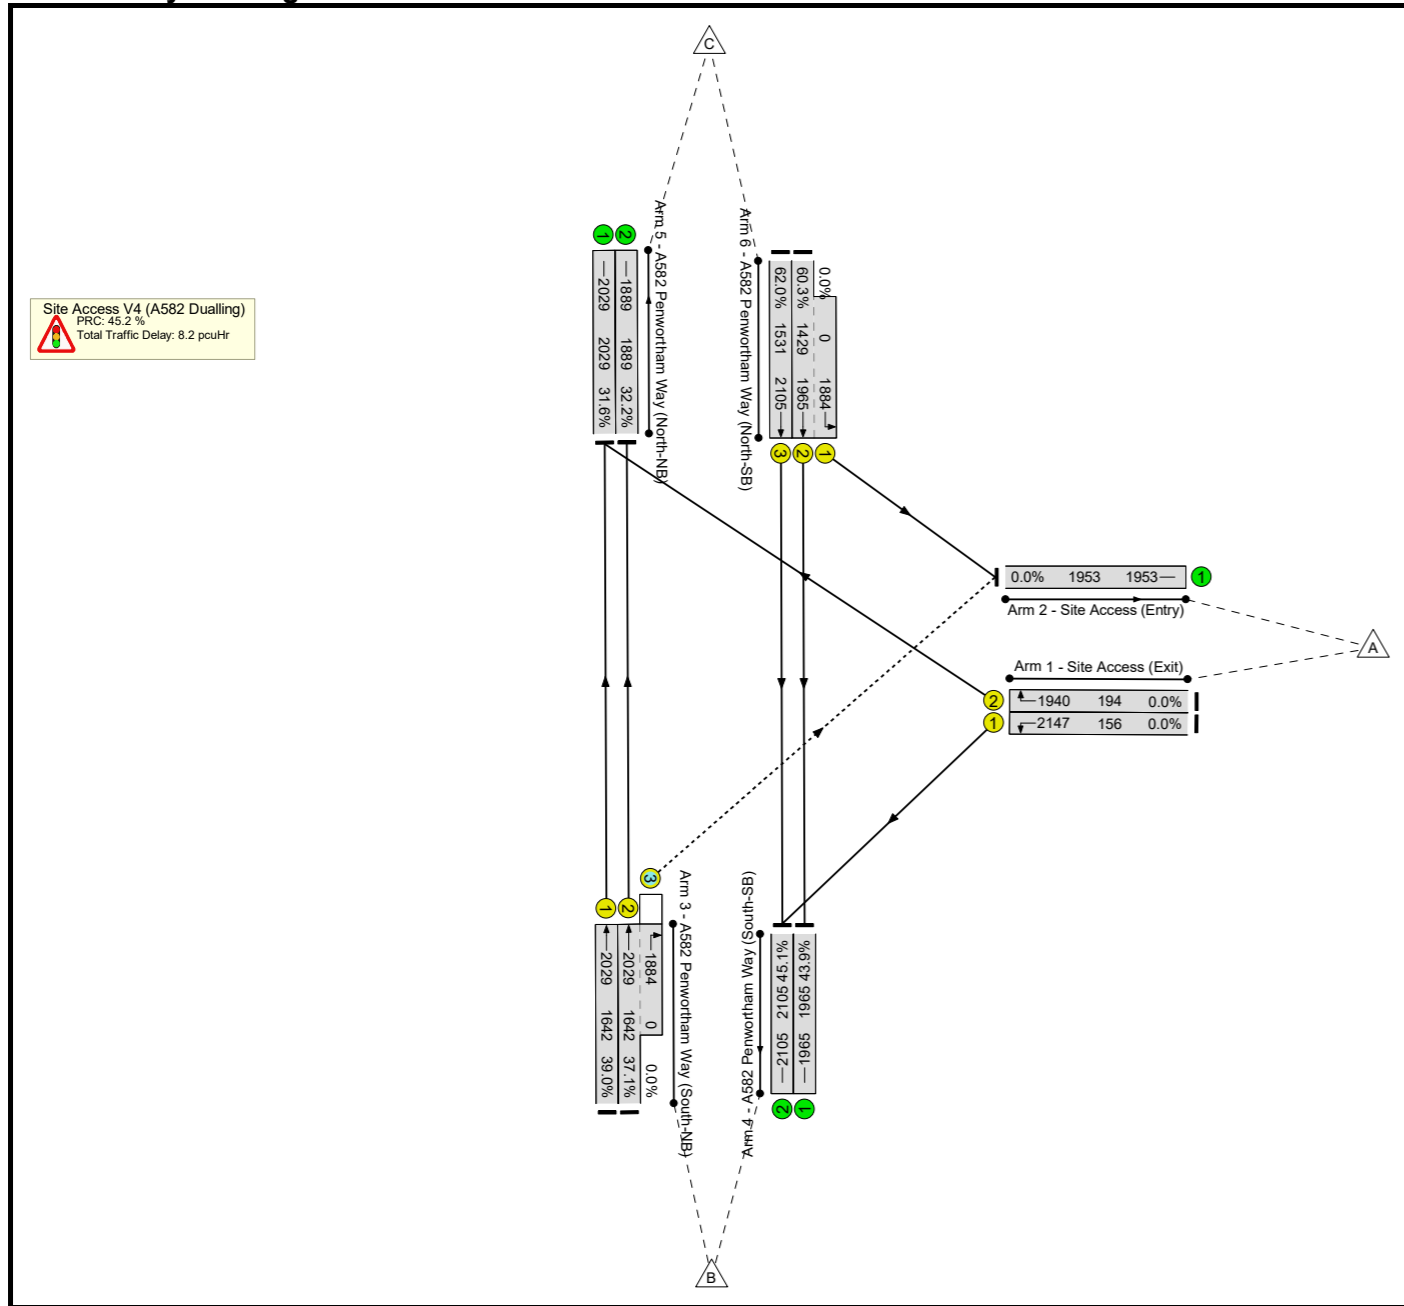 C
Site Access V4 (A582 Dualling)
PRC: 45.2 %
Total Traffic Delay: 8.2 pcuHr
1
2
2029 2029 31.6%
1889 1889 32.2%
Arm 5 - A582 Penwortham Way (North-NB)
Arm 6 - A582 Penwortham Way (North-SB)
62.0% 1531 2105
60.3% 1429 1965
0.0% 0 1884
3
2
1
0.0% 1953 1953
1
Arm 2 - Site Access (Entry)
A
Arm 1 - Site Access (Exit)
2
1940 194 0.0%
1
2147 156 0.0%
3
1
2
2029 1642 39.0%
2029 1642 37.1%
1884 0 0.0%
Arm 3 - A582 Penwortham Way (South-NB)
Arm 4 - A582 Penwortham Way (South-SB)
2105 2105 45.1%
1965 1965 43.9%
2
1
B